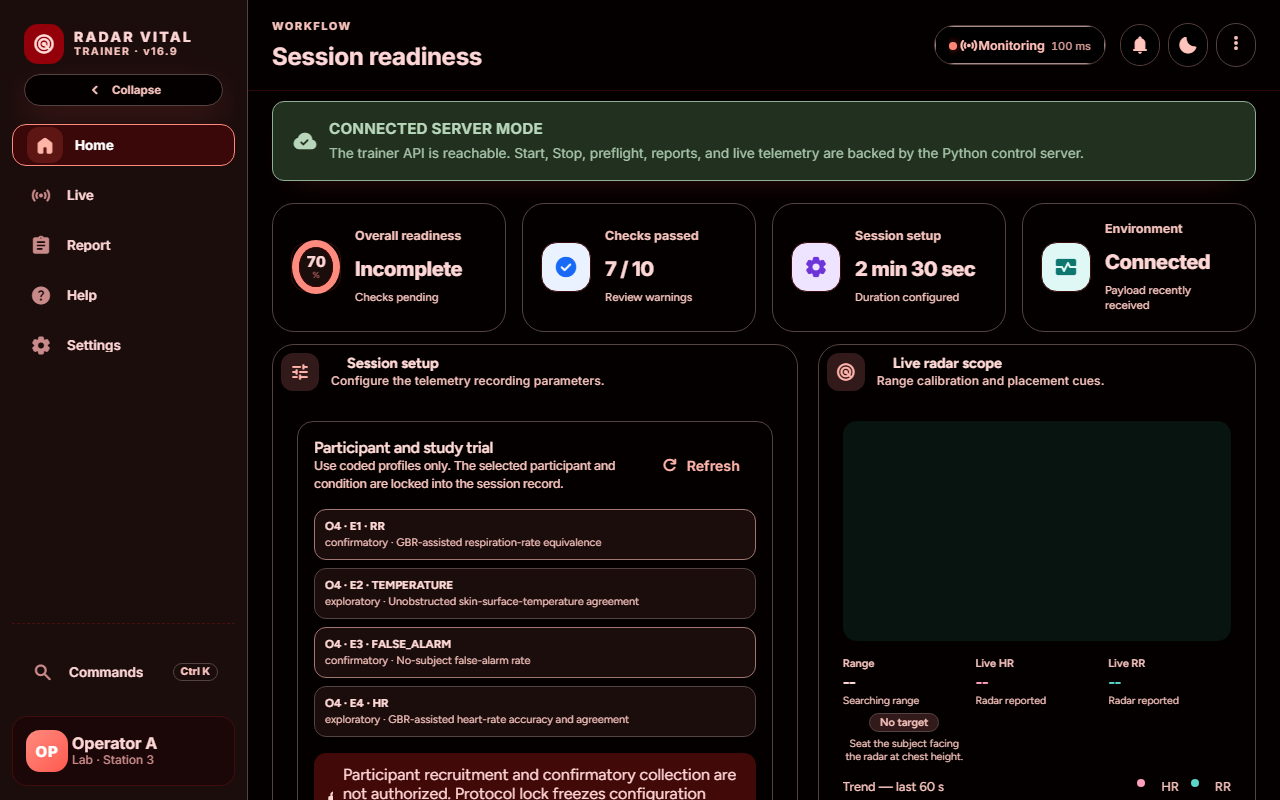 RADAR VITAL
TRAINER · v16.9
Collapse
Home
Live
Report
Help
Settings
Commands
Ctrl K
OP
Operator A
Lab · Station 3
WORKFLOW
Session readiness
Monitoring 100 ms
CONNECTED SERVER MODE
The trainer API is reachable. Start, Stop, preflight, reports, and live telemetry are backed by the Python control server.
70
%
Overall readiness
Incomplete
Checks pending
Checks passed
7 / 10
Review warnings
Session setup
2 min 30 sec
Duration configured
Environment
Connected
Payload recently
received
Session setup
Configure the telemetry recording parameters.
Participant and study trial
Use coded profiles only. The selected participant and
condition are locked into the session record.
Refresh
O4 · E1 · RR
confirmatory · GBR-assisted respiration-rate equivalence
O4 · E2 · TEMPERATURE
exploratory · Unobstructed skin-surface-temperature agreement
O4 · E3 · FALSE_ALARM
confirmatory · No-subject false-alarm rate
O4 · E4 · HR
exploratory · GBR-assisted heart-rate accuracy and agreement
Participant recruitment and confirmatory collection are
not authorized. Protocol lock freezes configuration
Live radar scope
Range calibration and placement cues.
Range
--
Searching range
No target
Seat the subject facing
the radar at chest height.
Live HR
--
Radar reported
Live RR
--
Radar reported
Trend — last 60 s
HR
RR